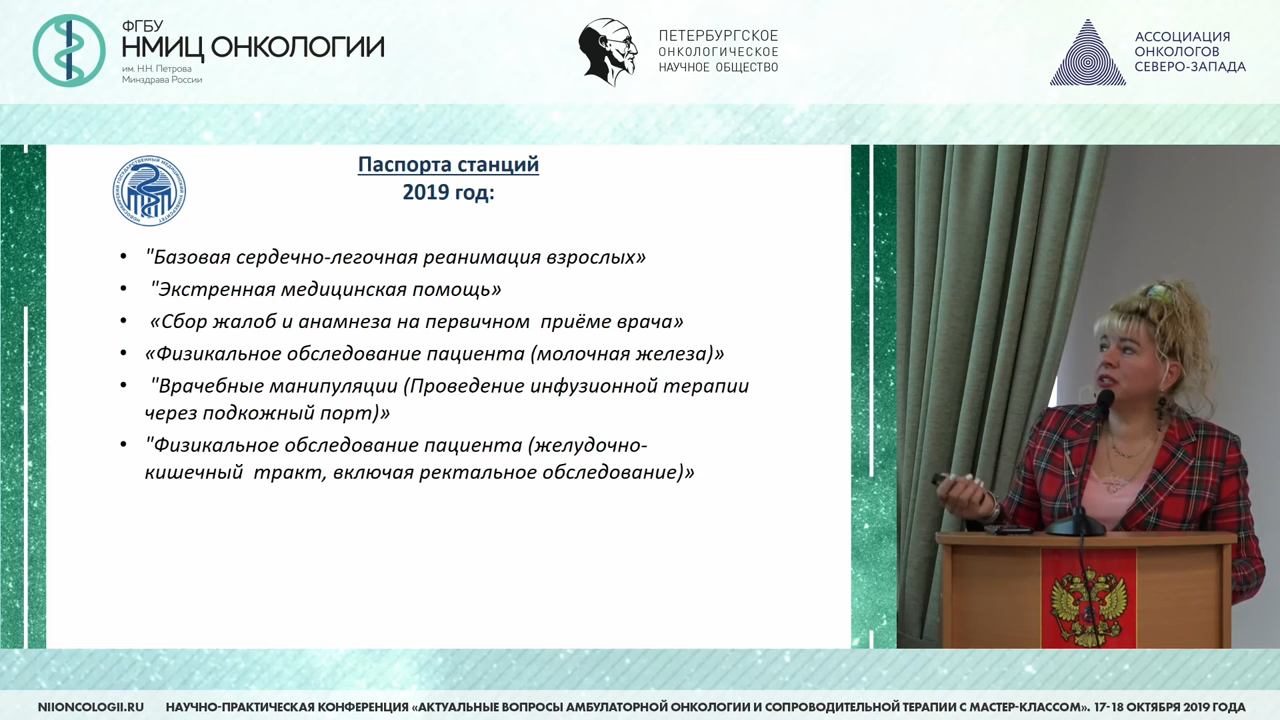 ФГБУ
НМИЦ ОНКОЛОГИИ
им. Н.Н. Петрова
Минздрава России
ПЕТЕРБУРГСКОЕ
ОНКОЛОГИЧЕСКОЕ
НАУЧНОЕ ОБЩЕСТВО
АССОЦИАЦИЯ
ОНКОЛОГОВ
СЕВЕРО-ЗАПАДА
Паспорта станций
2019 год:
• "Базовая сердечно-легочная реанимация взрослых»
• "Экстренная медицинская помощь»
• «Сбор жалоб и анамнеза на первичном  приёме врача»
• «Физикальное обследование пациента (молочная железа)»
• "Врачебные манипуляции (Проведение инфузионной терапии
через подкожный порт)»
• "Физикальное обследование пациента (желудочно-
кишечный  тракт, включая ректальное обследование)»
NIIONCOLOGII.RU
НАУЧНО-ПРАКТИЧЕСКАЯ КОНФЕРЕНЦИЯ «АКТУАЛЬНЫЕ ВОПРОСЫ АМБУЛАТОРНОЙ ОНКОЛОГИИ И СОПРОВОДИТЕЛЬНОЙ ТЕРАПИИ С МАСТЕР-КЛАССОМ». 17-18 ОКТЯБРЯ 2019 ГОДА